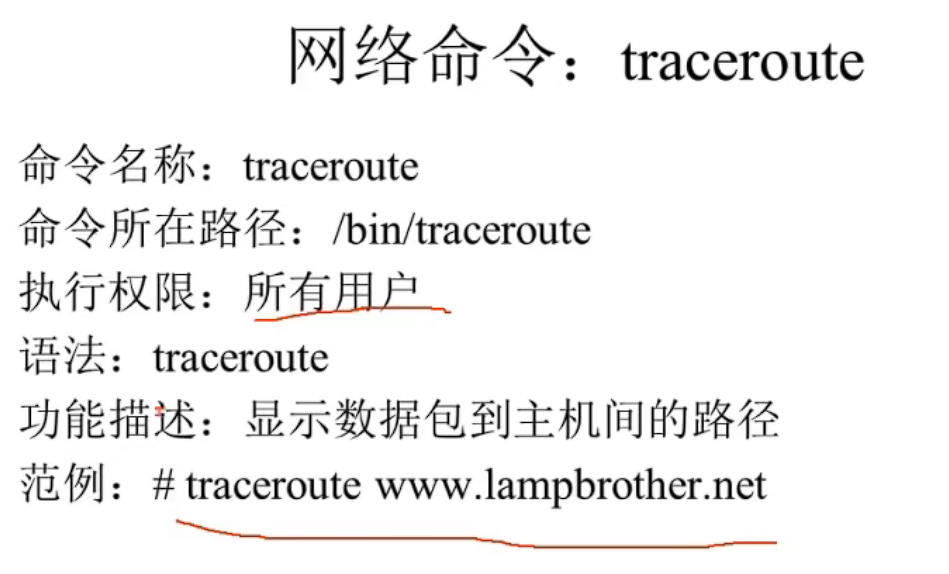 网络命令：traceroute
命令名称：traceroute
命令所在路径：/bin/traceroute
执行权限：所有用户
语法：traceroute
功能描述：显示数据包到主机间的路径
范例：# traceroute www.lampbrother.net